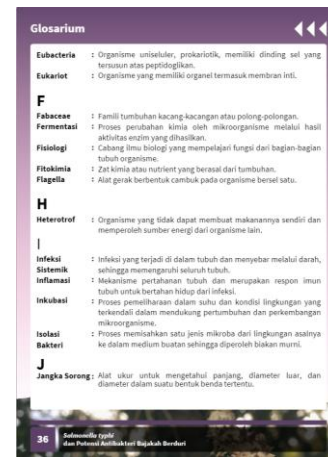 Glosarium
Eubacteria : Organisme uniseluler, prokariotik, memiliki dinding sel yang
tersusun atas peptidoglikan.
Eukariot : Organisme yang memiliki organel termasuk membran inti.
F
Fabaceae : Famili tumbuhan kacang-kacangan atau polong-polongan.
Fermentasi : Proses perubahan kimia oleh mikroorganisme melalui hasil
aktivitas enzim yang dihasilkan.
Fisiologi : Cabang ilmu biologi yang mempelajari fungsi dari bagian-bagian
tubuh organisme.
Fitokimia : Zat kimia atau nutrient yang berasal dari tumbuhan.
Flagella : Alat gerak berbentuk cambuk pada organisme bersel satu.
H
Heterotrof : Organisme yang tidak dapat membuat makanannya sendiri dan
memperoleh sumber energi dari organisme lain.
I
Infeksi : Infeksi yang terjadi di dalam tubuh dan menyebar melalui darah,
Sistemik sehingga memengaruhi seluruh tubuh.
Inflamasi : Mekanisme pertahanan tubuh dan merupakan respon imun
tubuh untuk bertahan hidup dari infeksi.
Inkubasi : Proses pemeliharaan dalam suhu dan kondisi lingkungan yang
terkendali dalam mendukung pertumbuhan dan perkembangan
mikroorganisme.
Isolasi : Proses memisahkan satu jenis mikroba dari lingkungan asalnya
Bakteri ke dalam medium buatan sehingga diperoleh biakan murni.
J
Jangka Sorong : Alat ukur untuk mengetahui panjang, diameter luar, dan
diameter dalam suatu bentuk benda tertentu.
36 Salmonella typhi
dan Potensi Antibakteri Bajakah Berduri